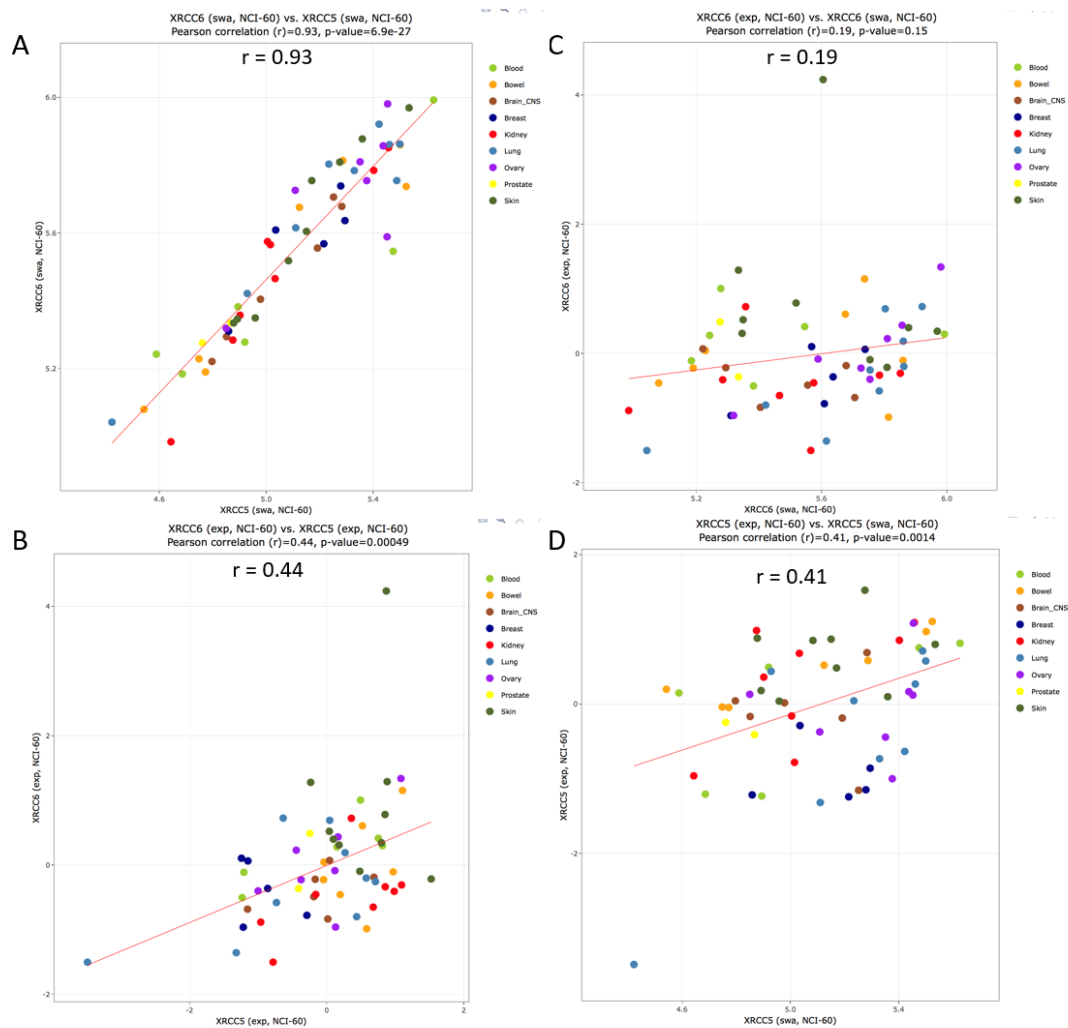 A
XRCC6 (swa, NCI-60) vs. XRCC5 (swa, NCI-60)
Pearson correlation (r)=0.93, p-value=6.9e-27
r = 0.93
XRCC6 (swa, NCI-60)
6.0
5.6
5.2
4.6
5.0
5.4
XRCC5 (swa, NCI-60)
Blood
Bowel
Brain_CNS
Breast
Kidney
Lung
Ovary
Prostate
Skin
C
XRCC6 (exp, NCI-60) vs. XRCC6 (swa, NCI-60)
Pearson correlation (r)=0.19, p-value=0.15
r = 0.19
XRCC6 (exp, NCI-60)
4
2
0
-2
5.2
5.6
6.0
XRCC6 (swa, NCI-60)
Blood
Bowel
Brain_CNS
Breast
Kidney
Lung
Ovary
Prostate
Skin
B
XRCC6 (exp, NCI-60) vs. XRCC5 (exp, NCI-60)
Pearson correlation (r)=0.44, p-value=0.00049
r = 0.44
XRCC6 (exp, NCI-60)
4
2
0
-2
-2
0
2
XRCC5 (exp, NCI-60)
Blood
Bowel
Brain_CNS
Breast
Kidney
Lung
Ovary
Prostate
Skin
D
XRCC5 (exp, NCI-60) vs. XRCC5 (swa, NCI-60)
Pearson correlation (r)=0.41, p-value=0.0014
r = 0.41
XRCC5 (exp, NCI-60)
2
0
-2
4.6
5.0
5.4
XRCC5 (swa, NCI-60)
Blood
Bowel
Brain_CNS
Breast
Kidney
Lung
Ovary
Prostate
Skin